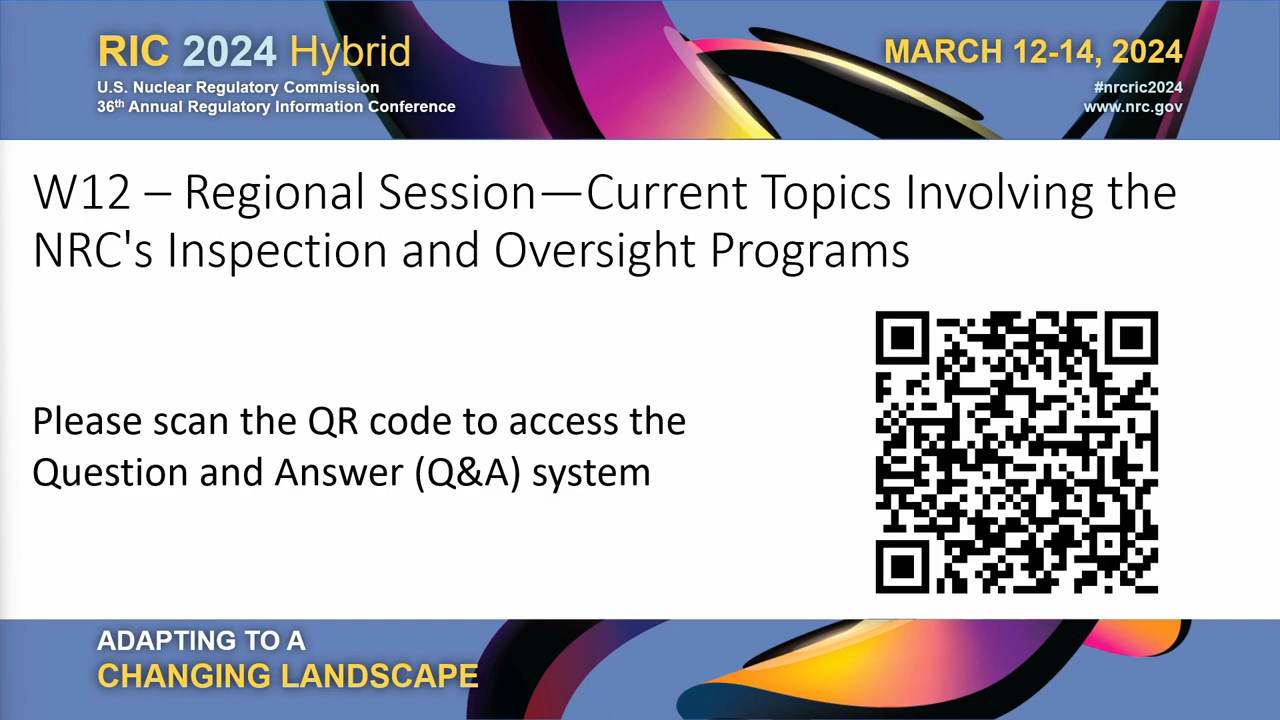 RIC 2024 Hybrid
U.S. Nuclear Regulatory Commission
36th Annual Regulatory Information Conference
MARCH 12-14, 2024
#nrcric2024
www.nrc.gov
W12 – Regional Session—Current Topics Involving the
NRC's Inspection and Oversight Programs
Please scan the QR code to access the
Question and Answer (Q&A) system
ADAPTING TO A
CHANGING LANDSCAPE